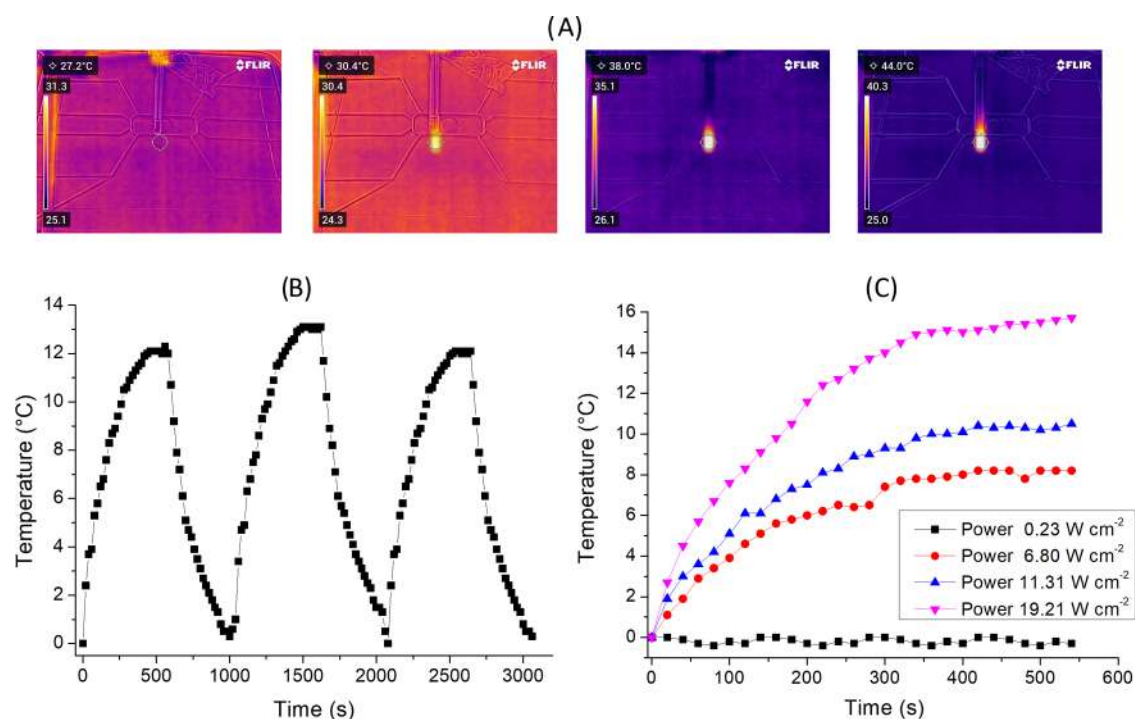 (A)
27.2°C
FLIR
31.3
25.1
30.4°C
FLIR
30.4
24.3
38.0°C
FLIR
35.1
26.1
44.0°C
FLIR
40.3
25.0
(B)
14
12
10
8
6
4
2
0
Temperature (°C)
0 500 1000 1500 2000 2500 3000
Time (s)
(C)
16
14
12
10
8
6
4
2
0
Temperature (°C)
Power 0.23 W cm⁻²
Power 6.80 W cm⁻²
Power 11.31 W cm⁻²
Power 19.21 W cm⁻²
0 100 200 300 400 500 600
Time (s)